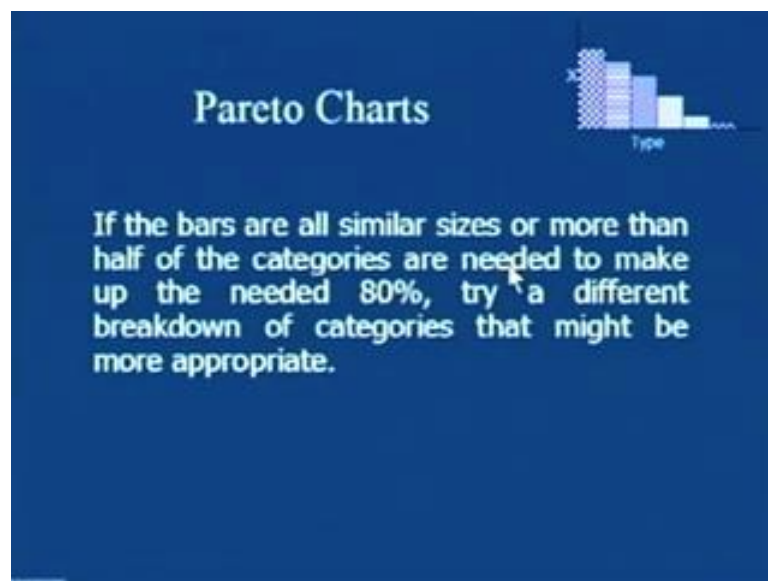 Pareto Charts
Type
If the bars are all similar sizes or more than
half of the categories are needed to make
up the needed 80%, try a different
breakdown of categories that might be
more appropriate.